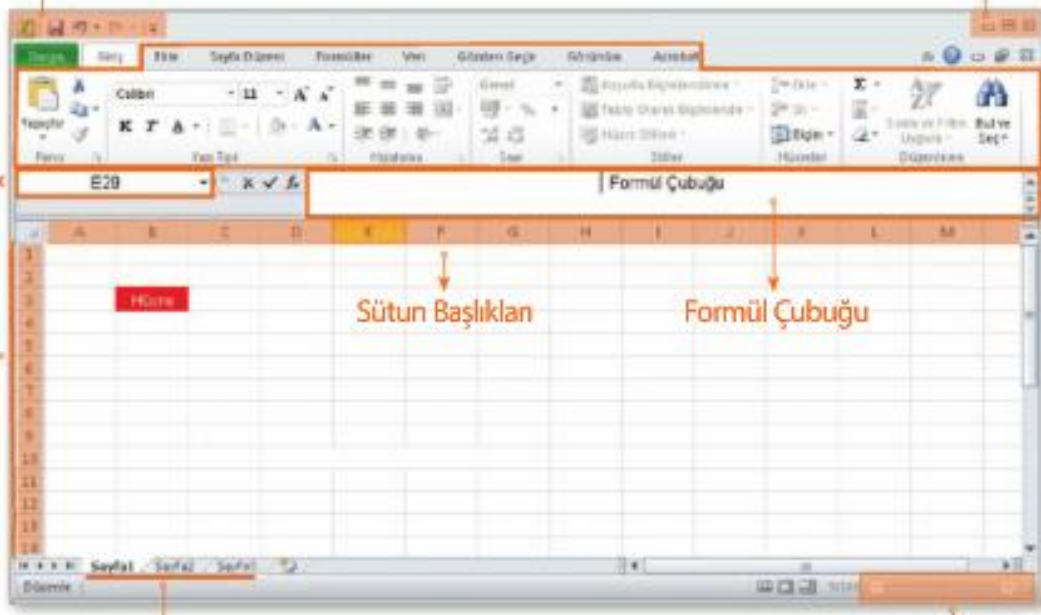 Giriş Ekle Sayfa Düzeni Formüller Veri Gözden Geçir Görünüm Acrobat
Calibri 11 A A Genel
Yapıştır K T A A Biçim Bul ve
Seç
Pano Yazı Tipi Hizalama Sayı Stiller Hücreler Düzenleme
E29 fx Formül Çubuğu
A B C D E F G H I J K L M
1
2
3 Hücre
4
5
6
7
8
9
10
11
12
13
14
Sütun Başlıkları Formül Çubuğu
Sayfa1 Sayfa2 Sayfa3
Düzenle